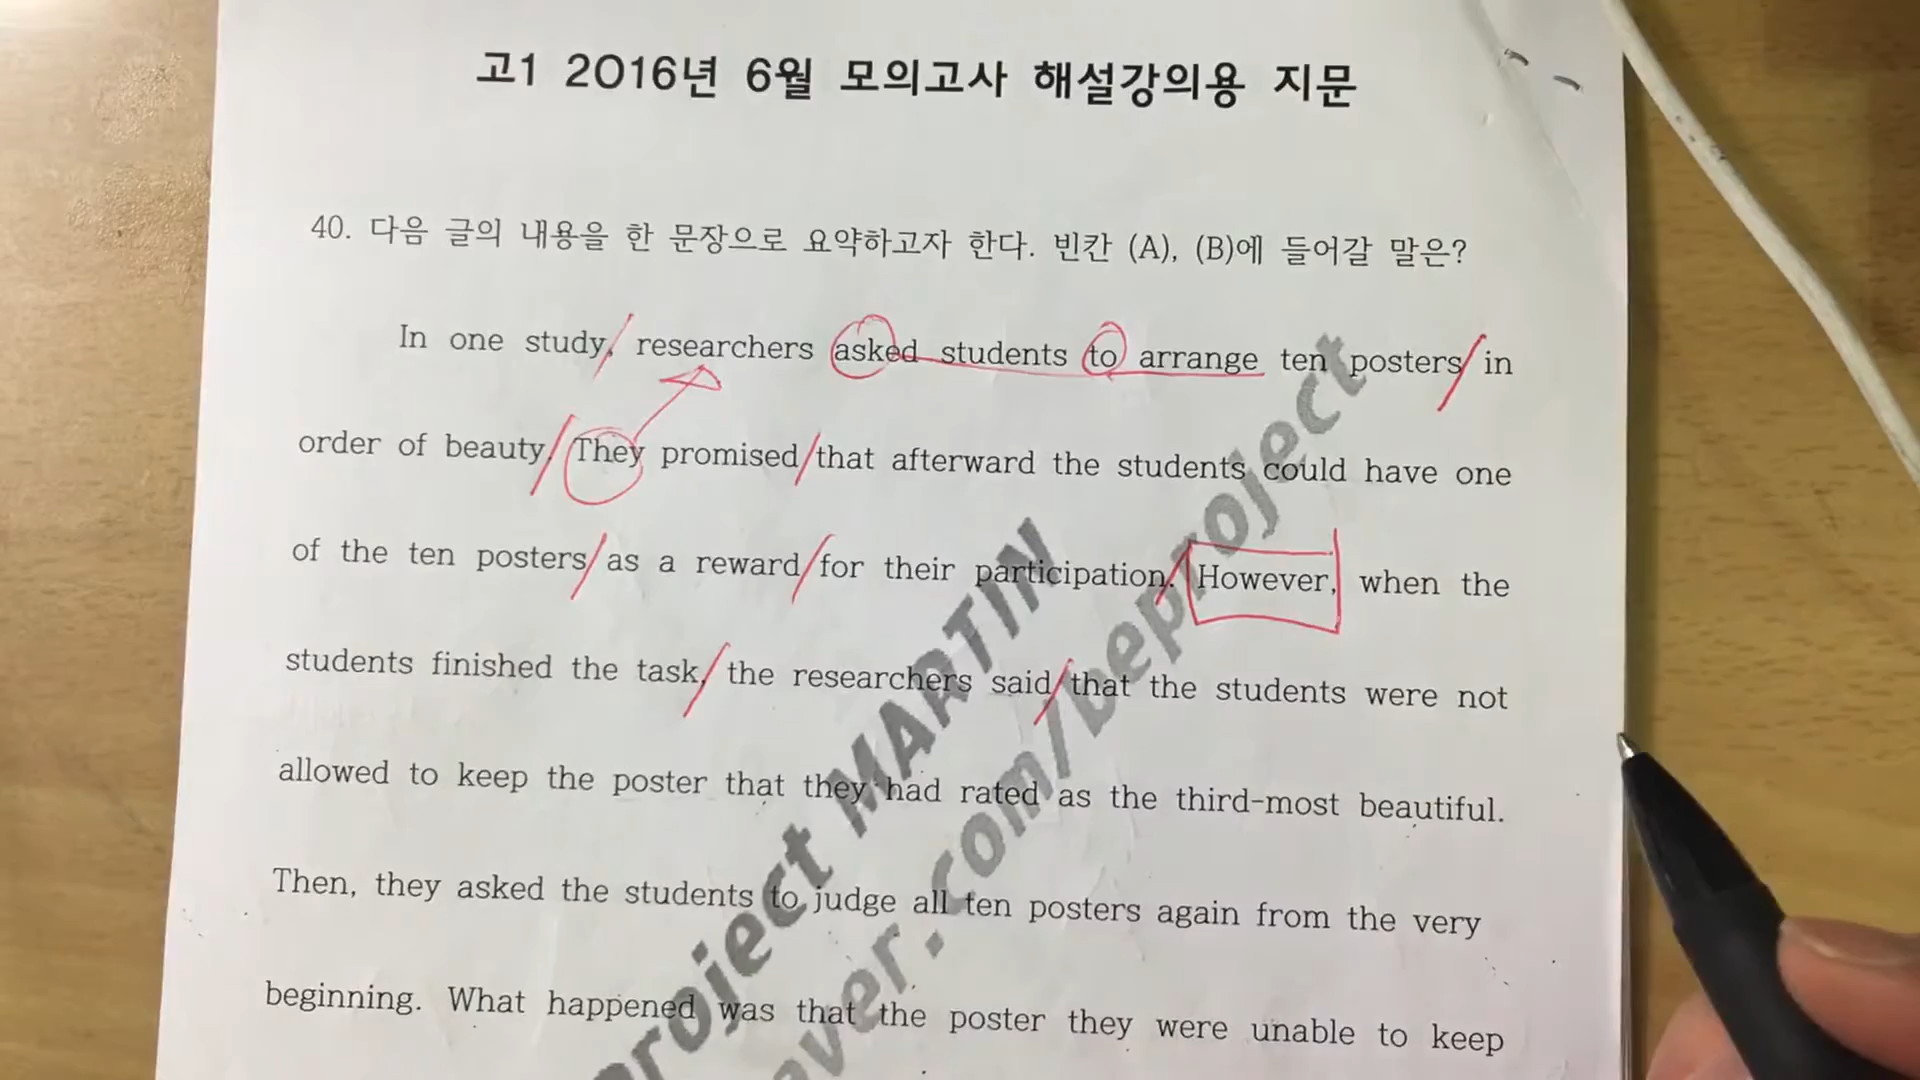 고1 2016년 6월 모의고사 해설강의용 지문
40. 다음 글의 내용을 한 문장으로 요약하고자 한다. 빈칸 (A), (B)에 들어갈 말은?
In one study, researchers asked students to arrange ten posters in
order of beauty. They promised that afterward the students could have one
of the ten posters as a reward for their participation. However, when the
students finished the task, the researchers said that the students were not
allowed to keep the poster that they had rated as the third-most beautiful.
Then, they asked the students to judge all ten posters again from the very
beginning. What happened was that the poster they were unable to keep
project MARTIN
ver.com/beproject